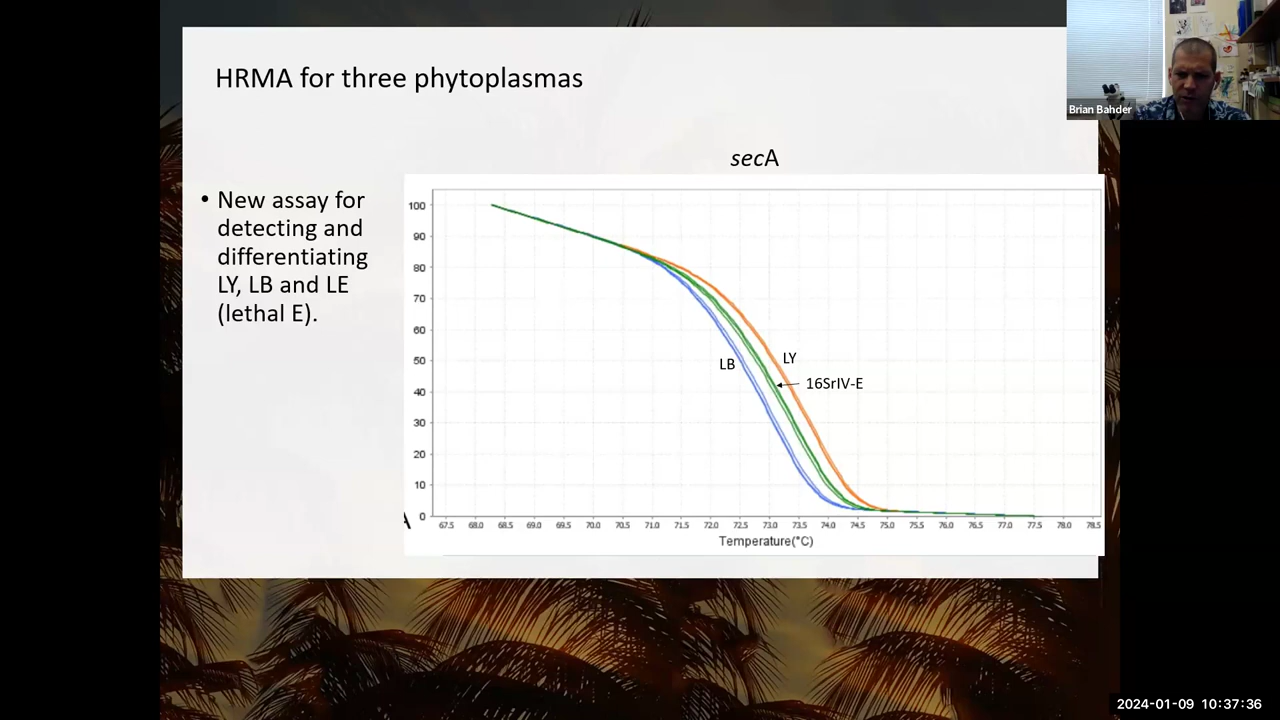 HRMA for three phytoplasmas
Brian Bahder
secA
• New assay for
detecting and
differentiating
LY, LB and LE
(lethal E).
100
90
80
70
60
50
40
30
20
10
0
LB
LY
16SrIV-E
A
67.5 68.0 68.5 69.0 69.5 70.0 70.5 71.0 71.5 72.0 72.5 73.0 73.5 74.0 74.5 75.0 75.5 76.0 76.5 77.0 77.5 78.0 78.5
Temperature(°C)
2024-01-09 10:37:36